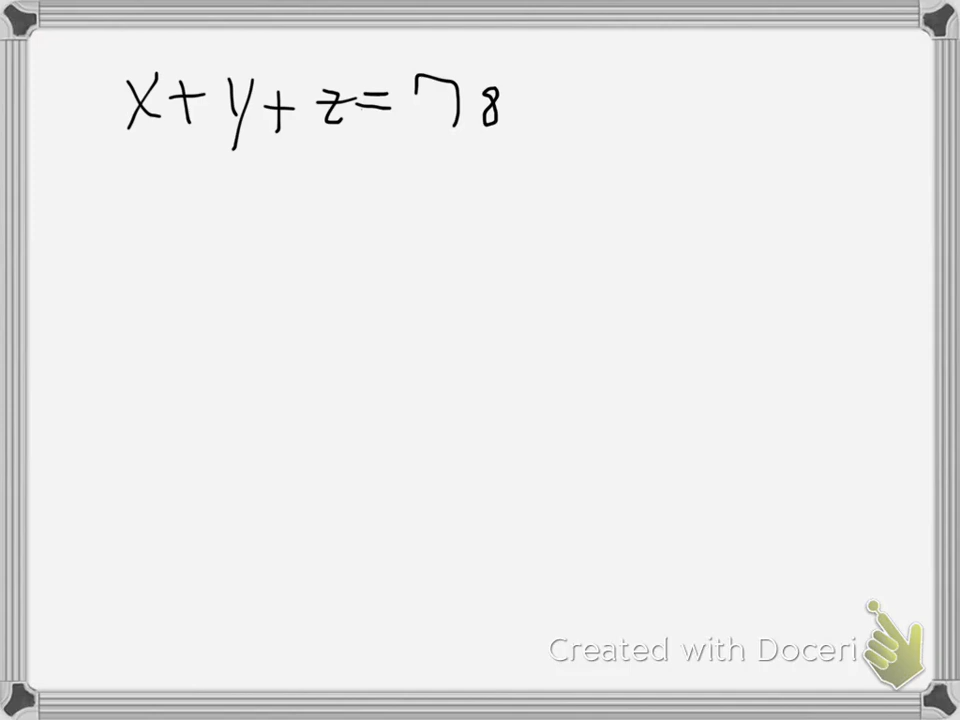 x + y + z = 78
Created with Doceri